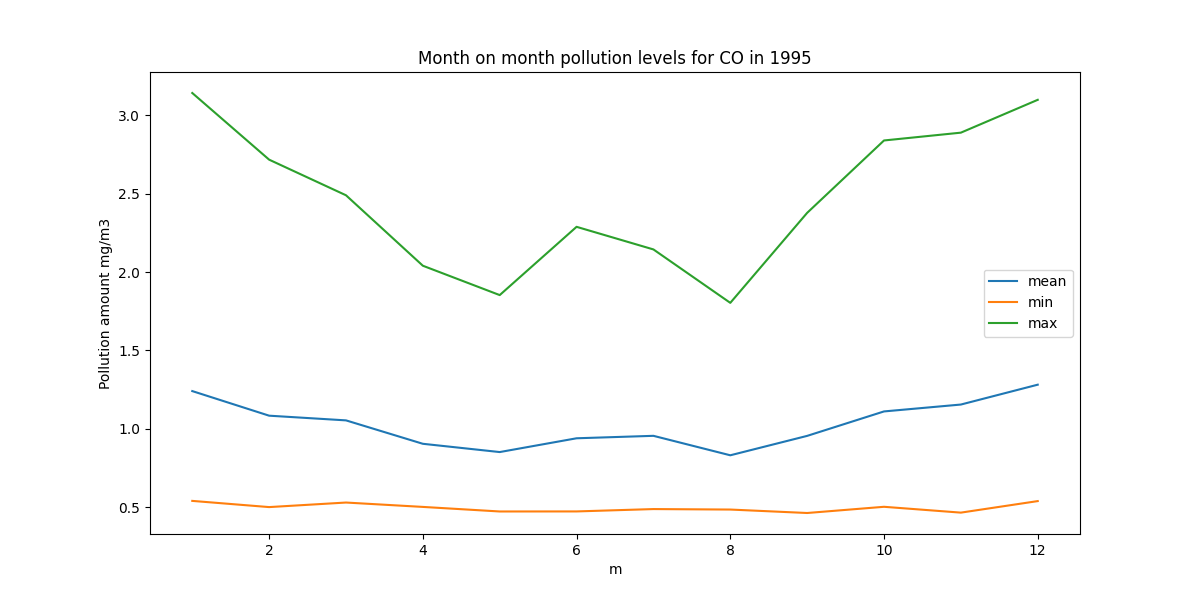 Month on month pollution levels for CO in 1995
Pollution amount mg/m3
3.0
2.5
2.0
1.5
1.0
0.5
mean
min
max
2 4 6 8 10 12
m